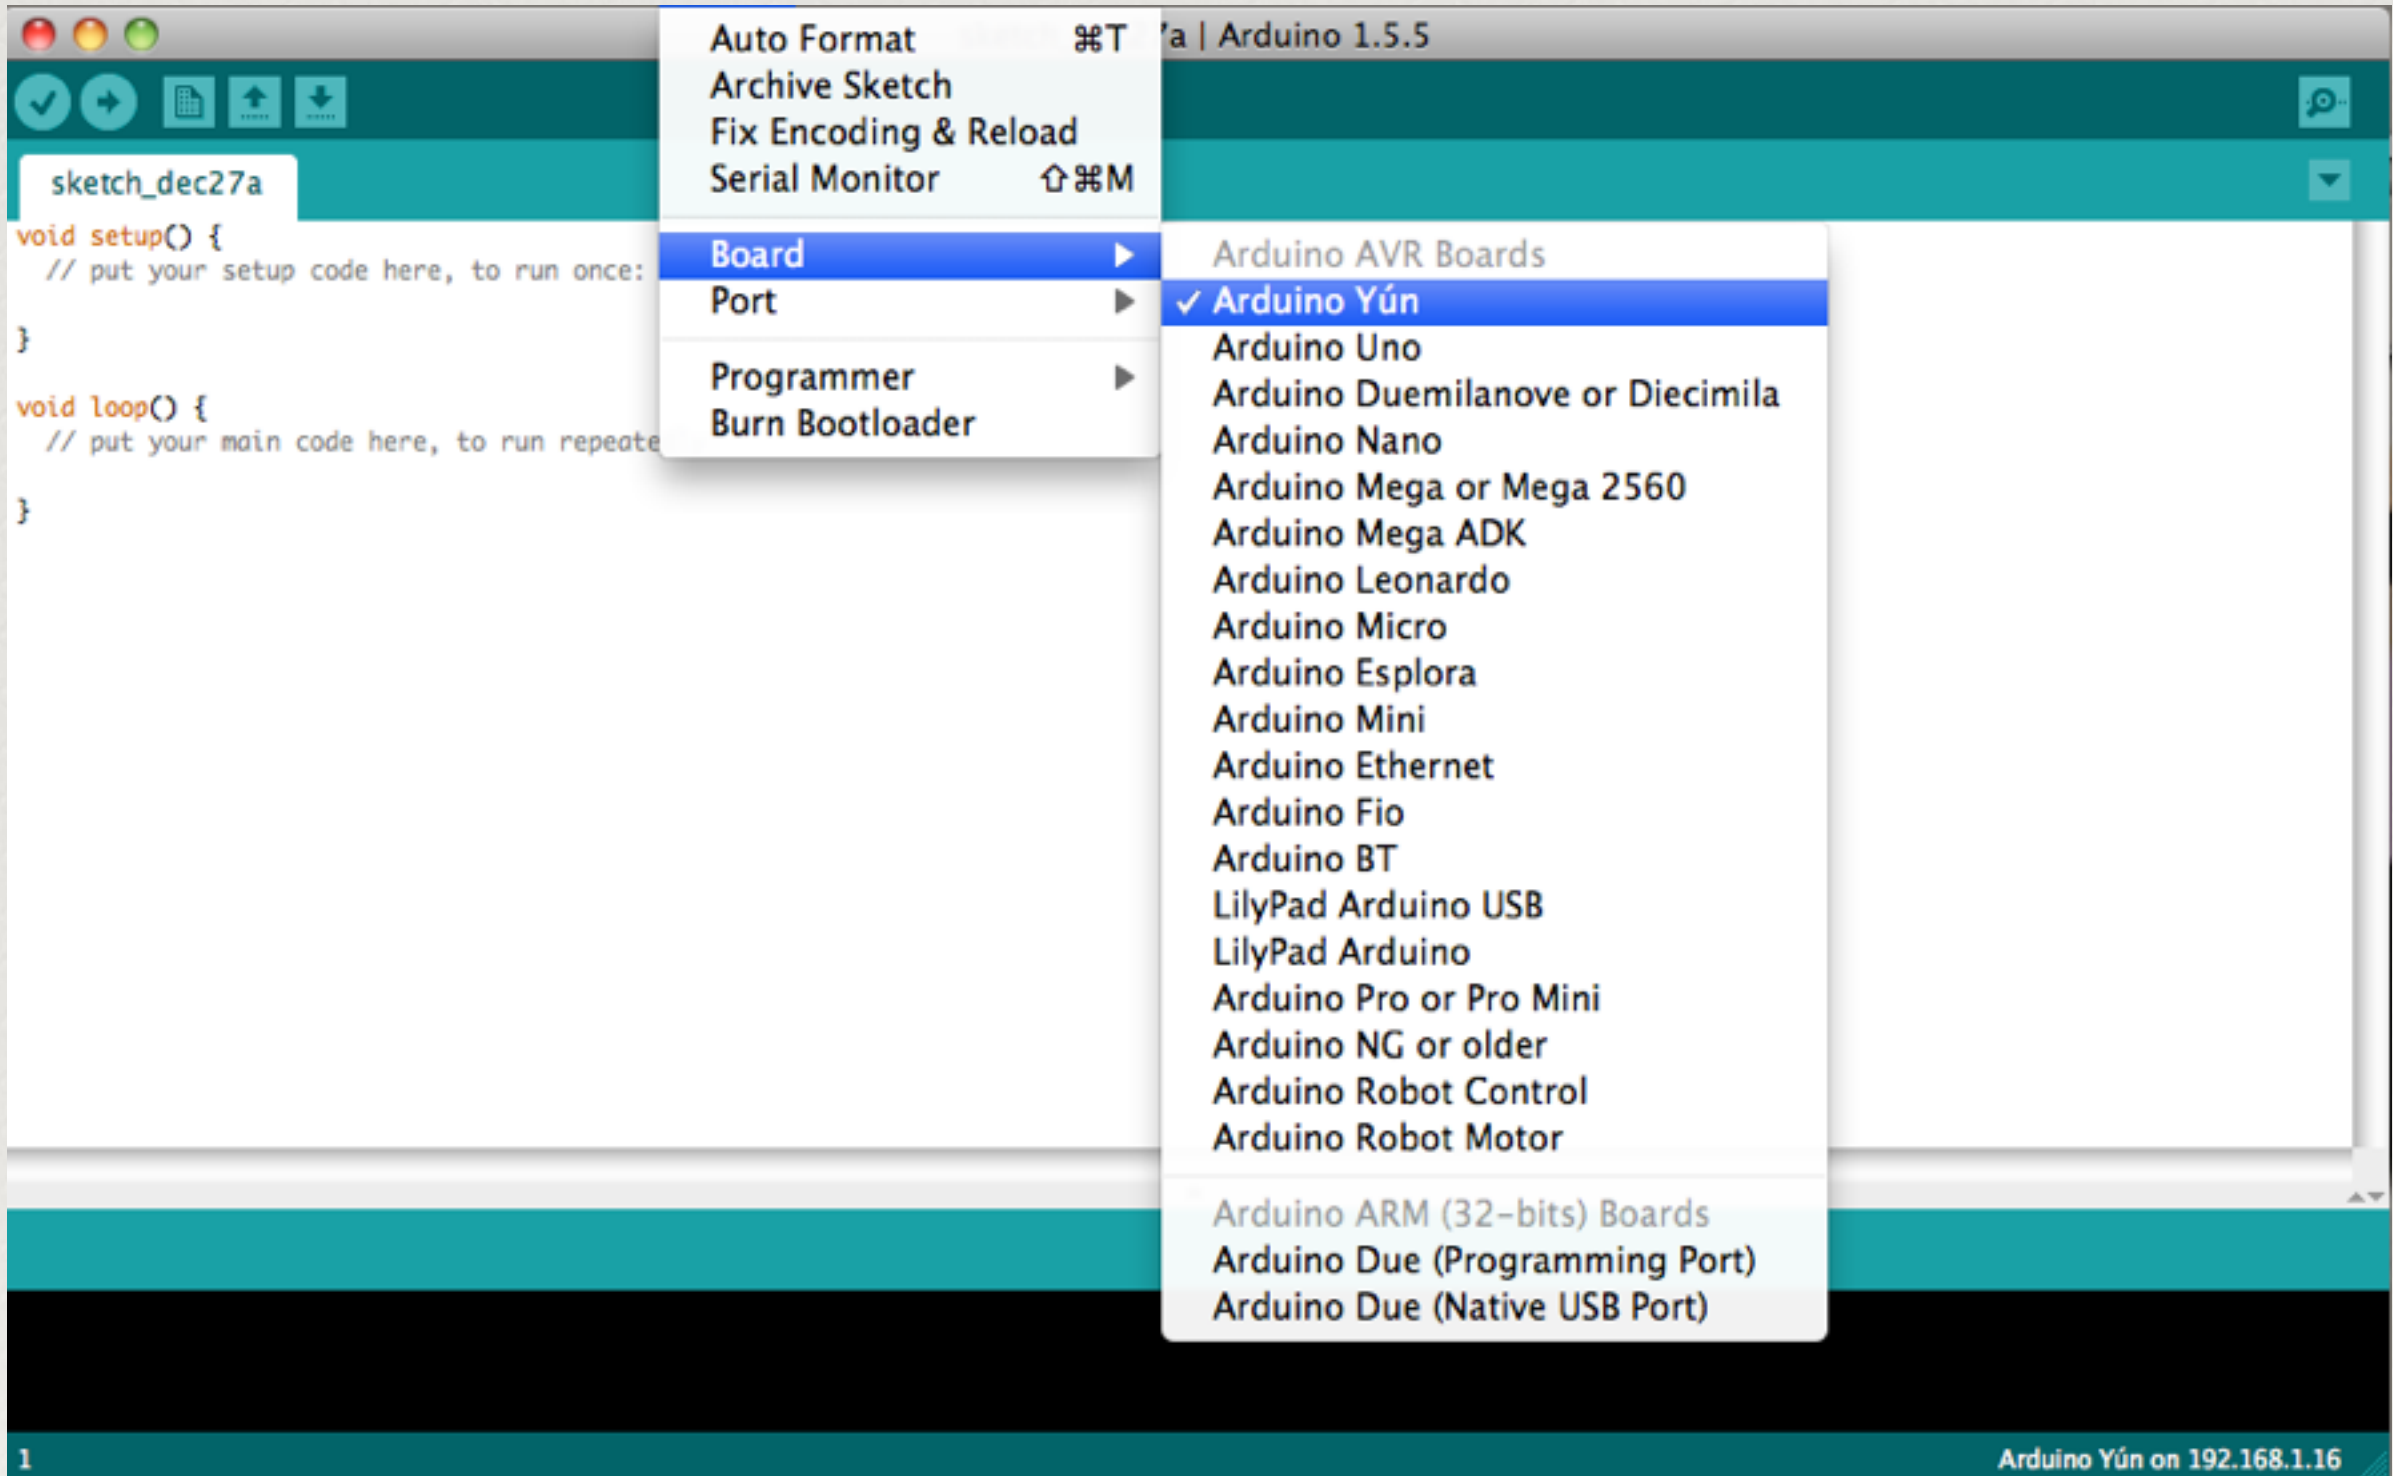 a | Arduino 1.5.5
Auto Format ⌘T
Archive Sketch
Fix Encoding & Reload
Serial Monitor ⇧⌘M
Board
Port
Programmer
Burn Bootloader
sketch_dec27a
void setup() {
// put your setup code here, to run once:
}
void loop() {
// put your main code here, to run repeate
}
Arduino AVR Boards
✓ Arduino Yún
Arduino Uno
Arduino Duemilanove or Diecimila
Arduino Nano
Arduino Mega or Mega 2560
Arduino Mega ADK
Arduino Leonardo
Arduino Micro
Arduino Esplora
Arduino Mini
Arduino Ethernet
Arduino Fio
Arduino BT
LilyPad Arduino USB
LilyPad Arduino
Arduino Pro or Pro Mini
Arduino NG or older
Arduino Robot Control
Arduino Robot Motor
Arduino ARM (32-bits) Boards
Arduino Due (Programming Port)
Arduino Due (Native USB Port)
1
Arduino Yún on 192.168.1.16